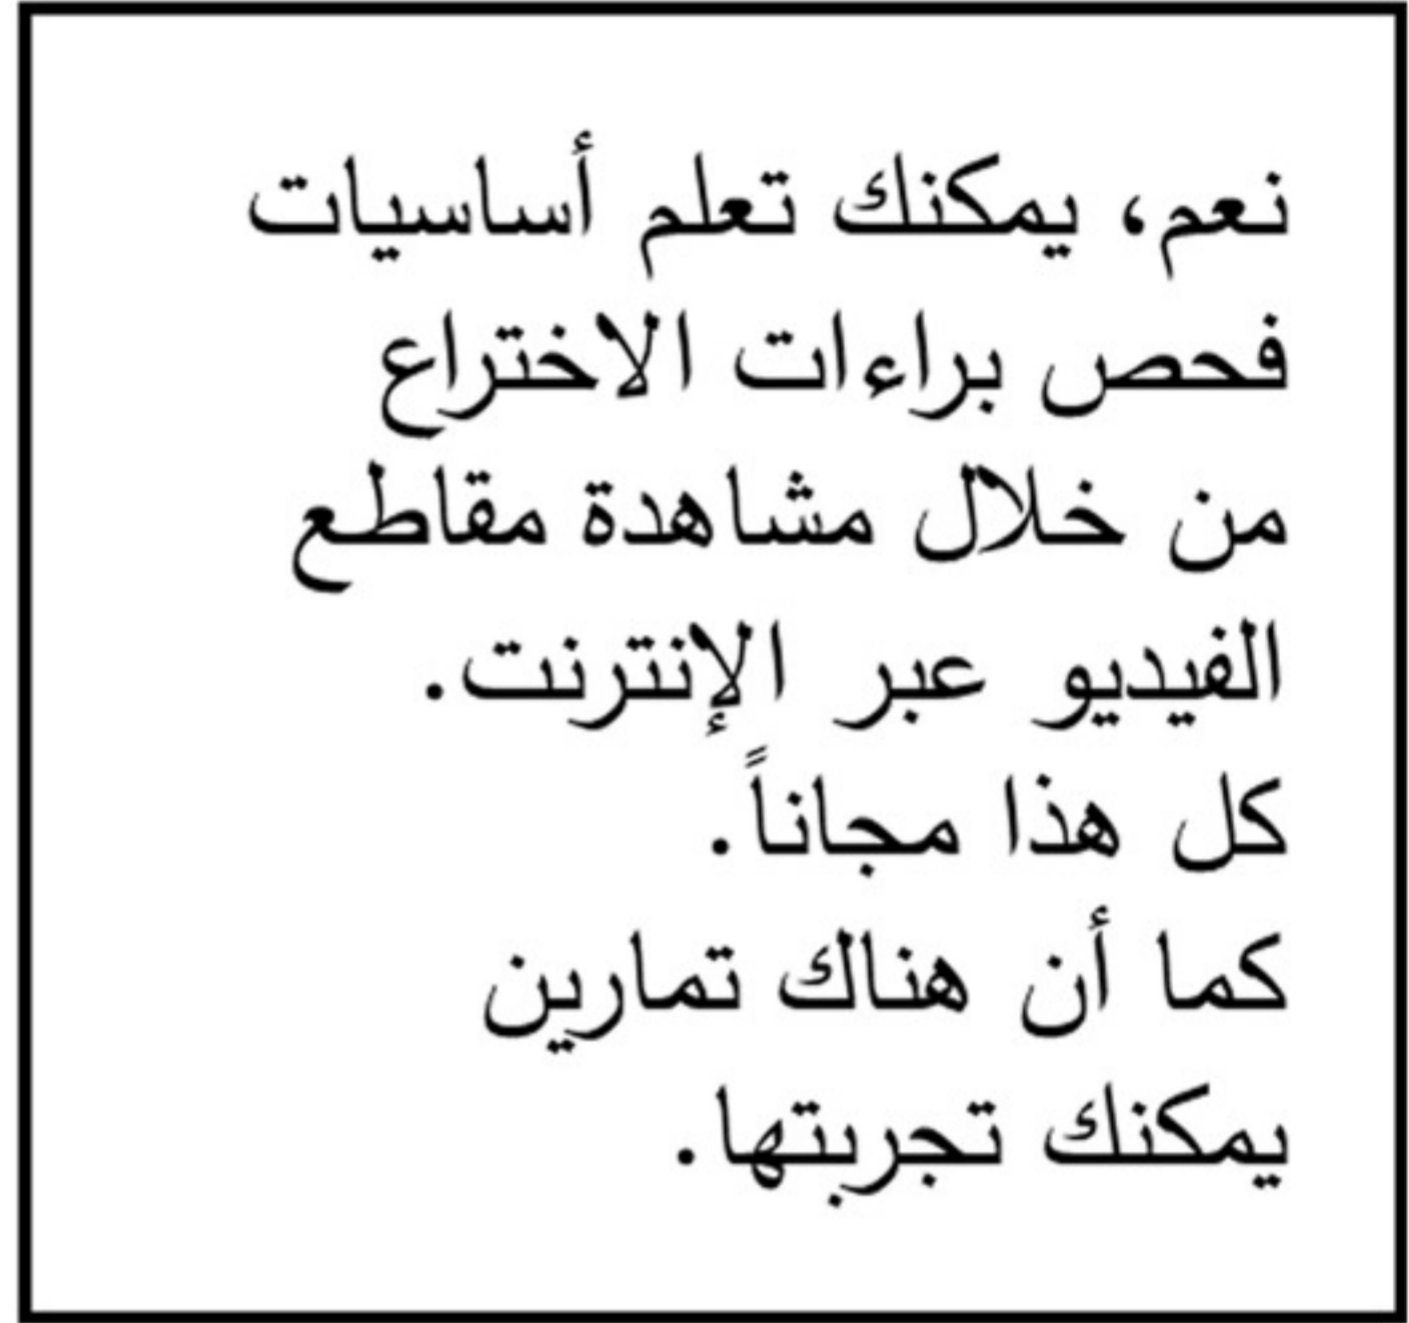 نعم، يمكنك تعلم أساسيات
فحص براءات الاختراع
من خلال مشاهدة مقاطع
الفيديو عبر الإنترنت.
كل هذا مجاناً.
كما أن هناك تمارين
يمكنك تجربتها.